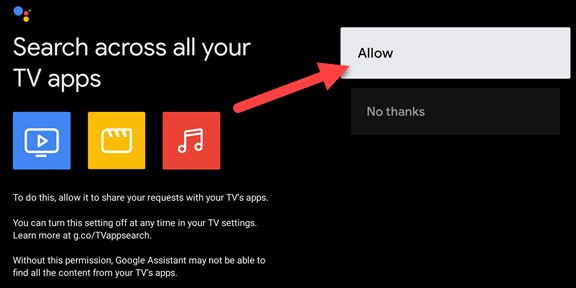 Search across all your
TV apps
Allow
No thanks
To do this, allow it to share your requests with your TV's apps.
You can turn this setting off at any time in your TV settings.
Learn more at g.co/TVappsearch.
Without this permission, Google Assistant may not be able to
find all the content from your TV's apps.